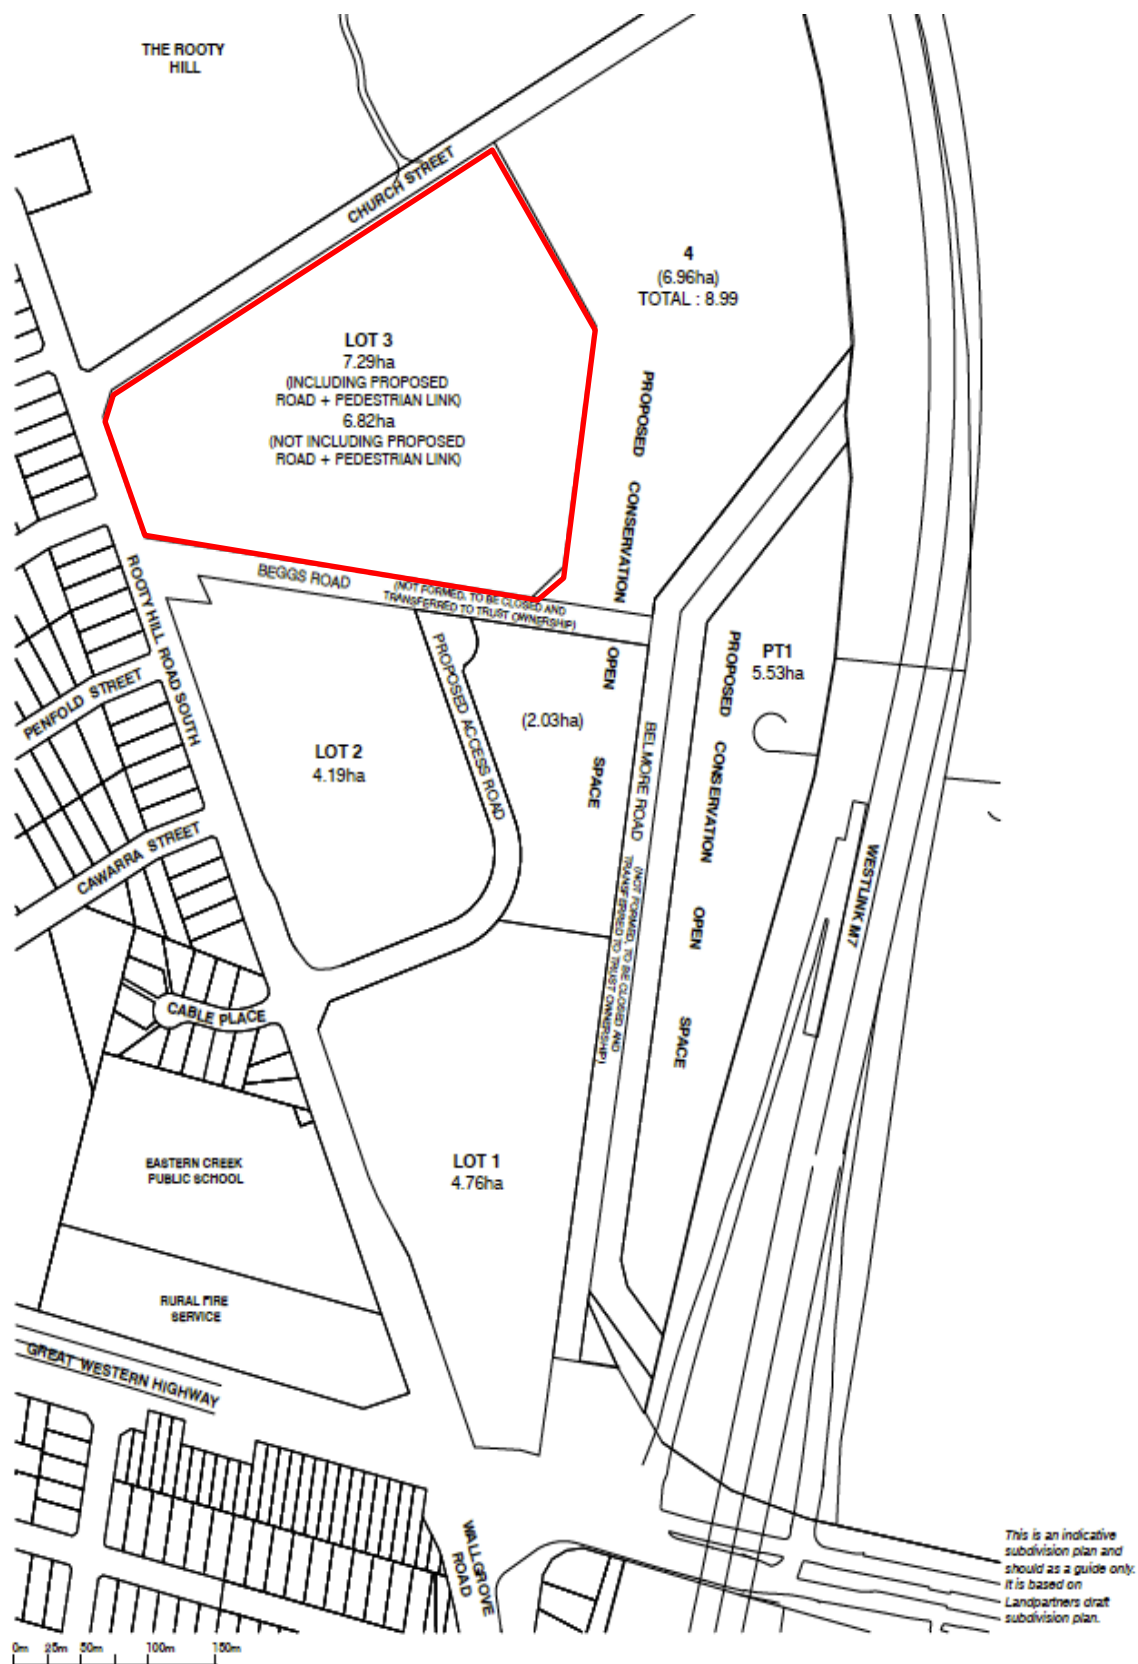 THE ROOTY
HILL
CHURCH STREET
4
(6.96ha)
TOTAL : 8.99
LOT 3
7.29ha
(INCLUDING PROPOSED
ROAD + PEDESTRIAN LINK)
6.82ha
(NOT INCLUDING PROPOSED
ROAD + PEDESTRIAN LINK)
PROPOSED CONSERVATION
OPEN SPACE
BEGGS ROAD
(NOT FORMED, TO BE CLOSED AND
TRANSFERRED TO TRUST OWNERSHIP)
ROOTY HILL ROAD SOUTH
PENFOLD STREET
PROPOSED ACCESS ROAD
(2.03ha)
PT1
5.53ha
PROPOSED CONSERVATION OPEN SPACE
LOT 2
4.19ha
BELMORE ROAD
(NOT FORMED, TO BE CLOSED AND
TRANSFERRED TO TRUST OWNERSHIP)
CAWARRA STREET
WESTLINK M7
CABLE PLACE
EASTERN CREEK
PUBLIC SCHOOL
LOT 1
4.76ha
RURAL FIRE
SERVICE
GREAT WESTERN HIGHWAY
WALLGROVE
ROAD
This is an indicative
subdivision plan and
should as a guide only.
It is based on
Landpartners draft
subdivision plan.
0m 25m 50m 100m 150m